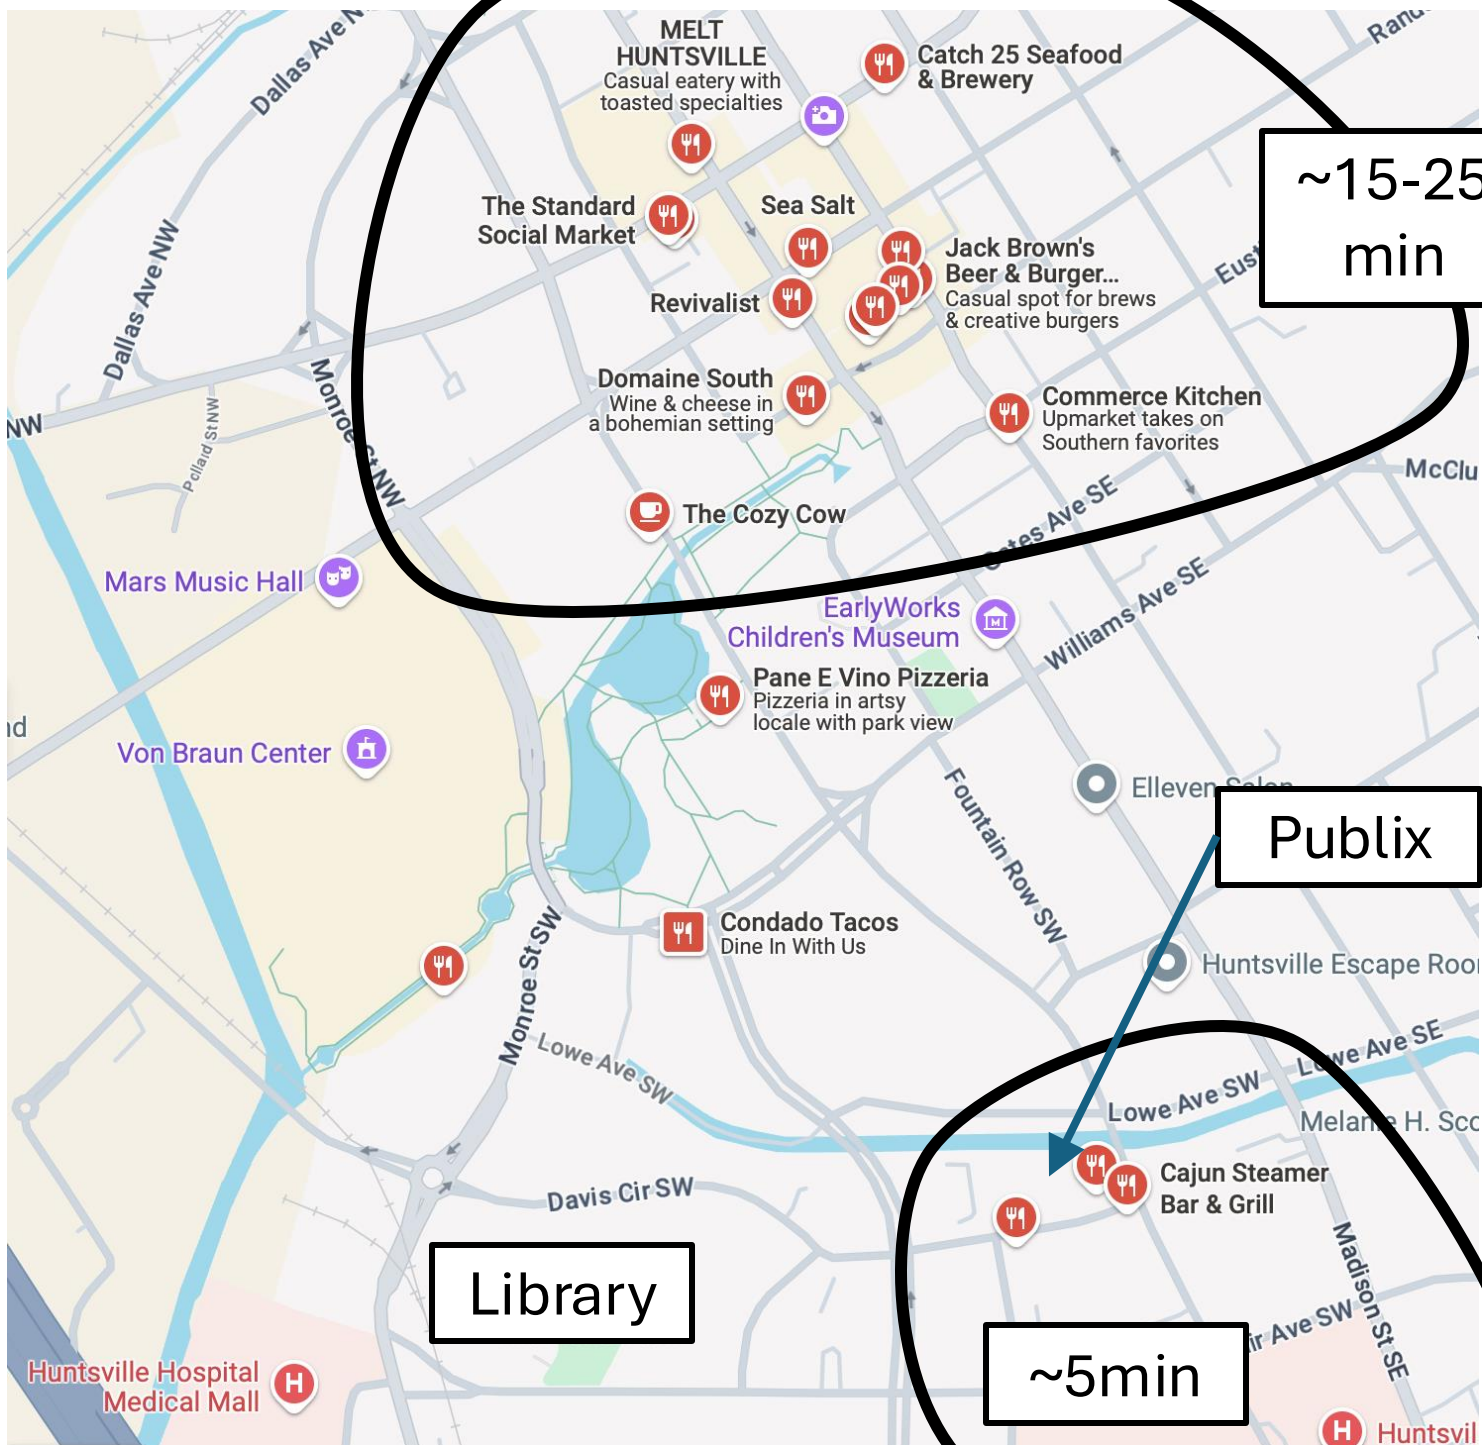 MELT
HUNTSVILLE
Casual eatery with
toasted specialties
Catch 25 Seafood
& Brewery
Dallas Ave
~15-25
min
The Standard
Social Market
Sea Salt
Jack Brown's
Beer & Burger...
Casual spot for brews
& creative burgers
Revivalist
Dallas Ave NW
Monroe St NW
Domaine South
Wine & cheese in
a bohemian setting
Commerce Kitchen
Upmarket takes on
Southern favorites
NW
Pollard St NW
McClu
The Cozy Cow
Gates Ave SE
Mars Music Hall
EarlyWorks
Children's Museum
Williams Ave SE
Pane E Vino Pizzeria
Pizzeria in artsy
locale with park view
Von Braun Center
Elleven Salon
Publix
Fountain Row SW
Condado Tacos
Dine In With Us
Huntsville Escape Roo
Monroe St SW
Lowe Ave SW
Lowe Ave SE
Lowe Ave SW
Melanie H. Sco
Cajun Steamer
Bar & Grill
Davis Cir SW
Library
Madison St SE
Ave SW
~5min
Huntsville Hospital
Medical Mall
H
H
Huntsvil